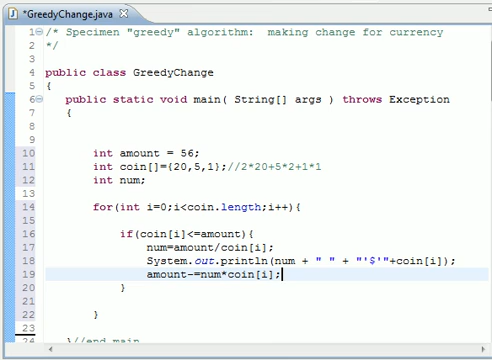 *GreedyChange.java
1 /* Specimen "greedy" algorithm: making change for currency
2 */
3
4 public class GreedyChange
5 {
6 public static void main( String[] args ) throws Exception
7 {
8
9
10 int amount = 56;
11 int coin[]={20,5,1};//2*20+5*2+1*1
12 int num;
13
14 for(int i=0;i<coin.length;i++){
15
16 if(coin[i]<=amount){
17 num=amount/coin[i];
18 System.out.println(num + " " + "'$'"+coin[i]);
19 amount-=num*coin[i];
20 }
21
22 }
23
24 }//end main